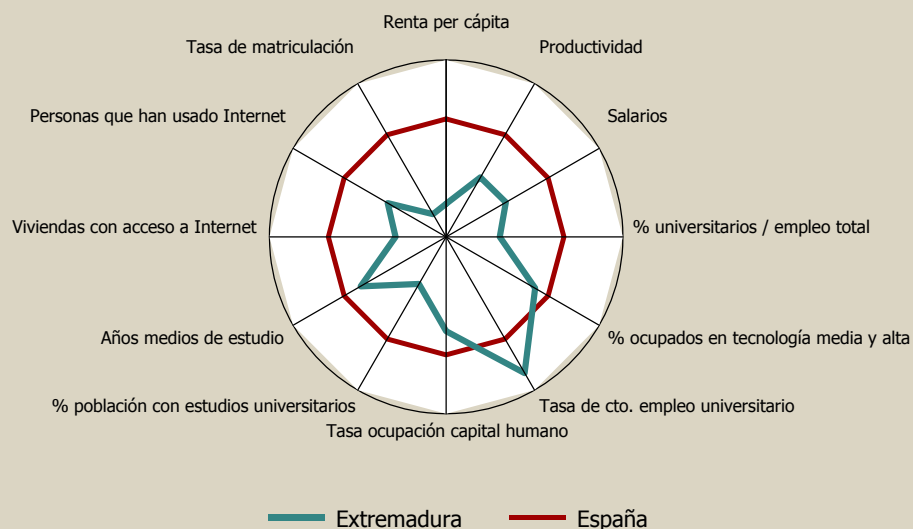 Renta per cápita
Tasa de matriculación
Productividad
Personas que han usado Internet
Salarios
Viviendas con acceso a Internet
% universitarios / empleo total
Años medios de estudio
% ocupados en tecnología media y alta
% población con estudios universitarios
Tasa de cto. empleo universitario
Tasa ocupación capital humano
Extremadura
España